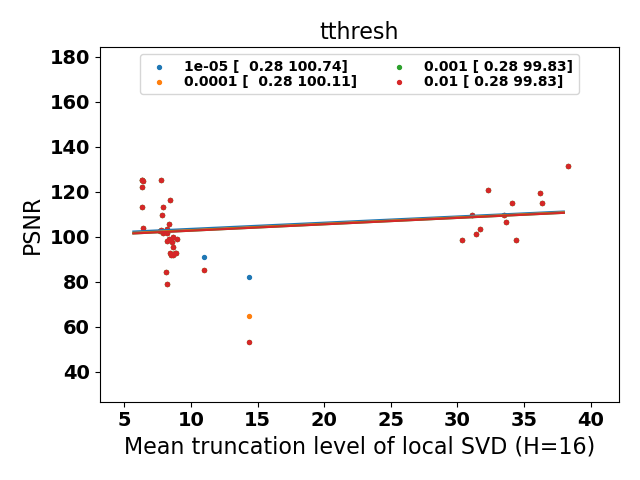 tthresh
1e-05 [  0.28 100.74]
0.0001 [  0.28 100.11]
0.001 [ 0.28 99.83]
0.01 [ 0.28 99.83]
PSNR
180
160
140
120
100
80
60
40
5 10 15 20 25 30 35 40
Mean truncation level of local SVD (H=16)